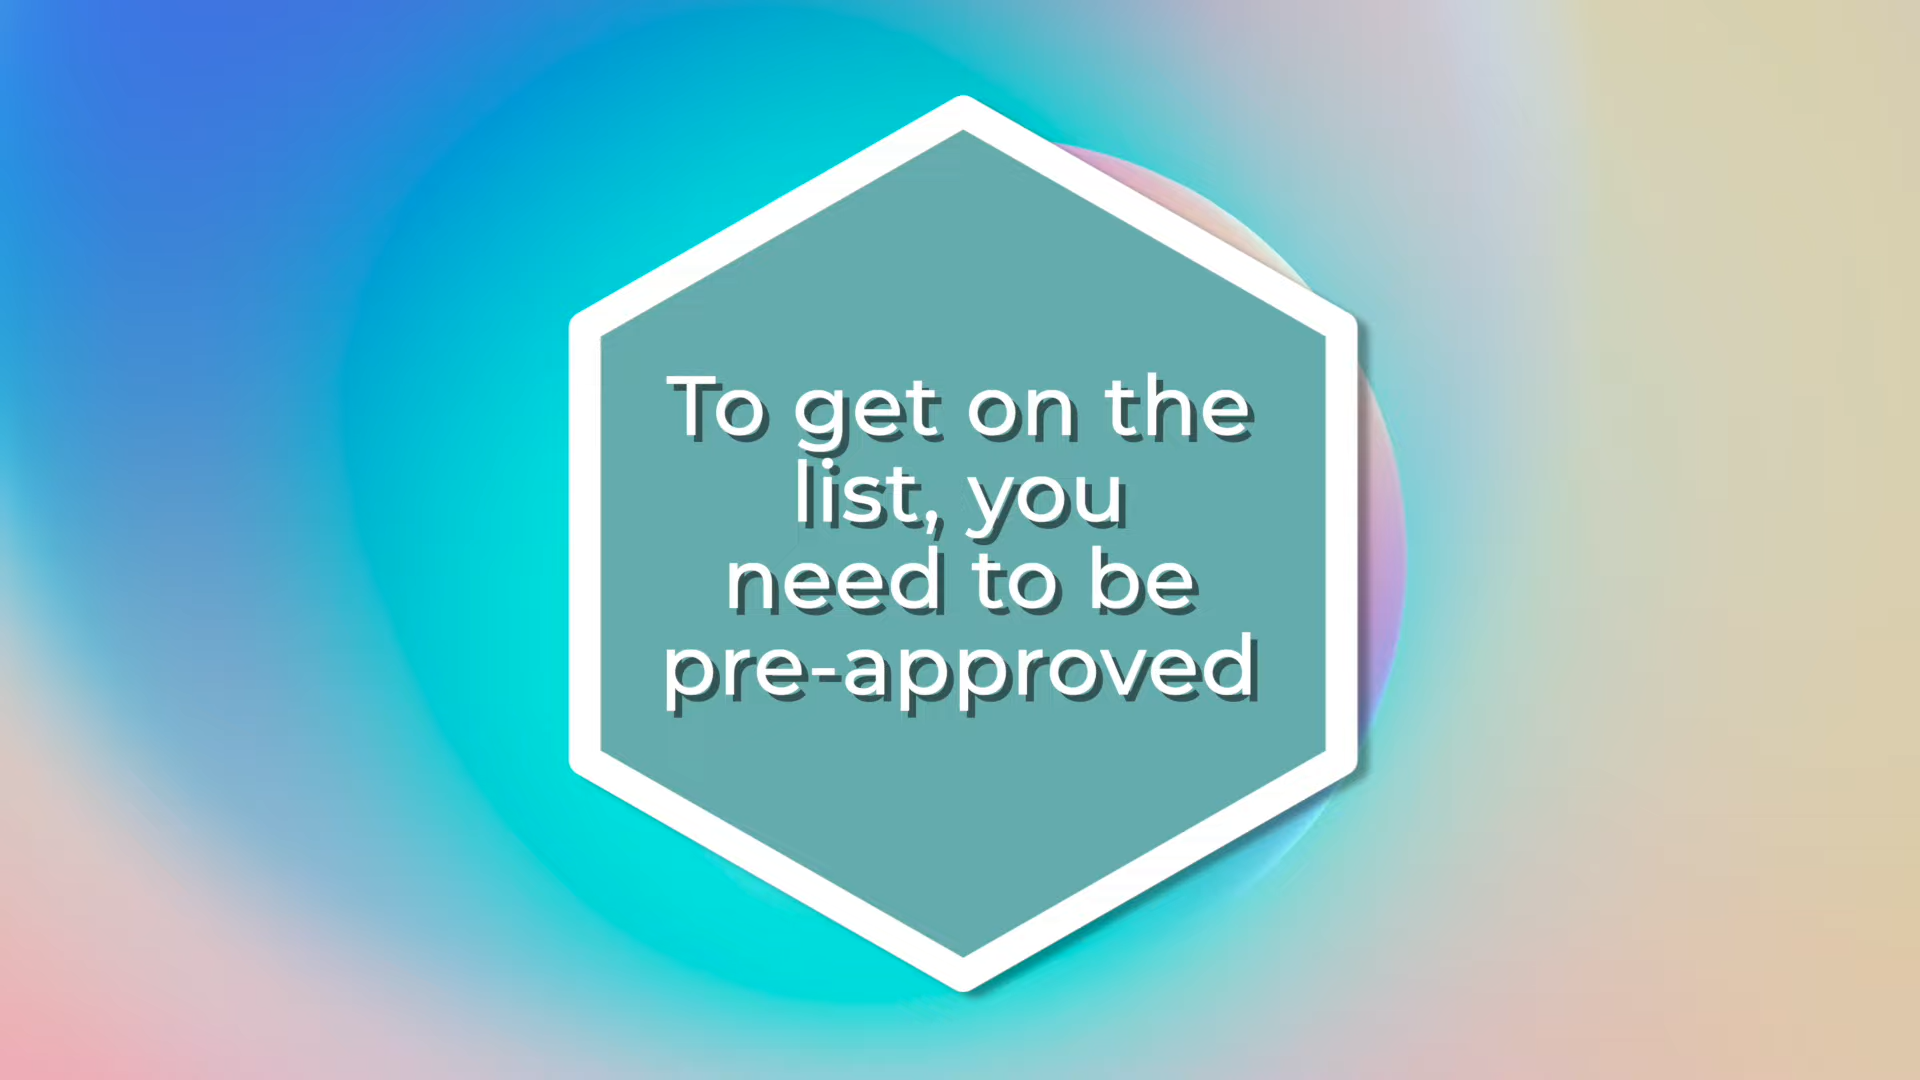 To get on the
list, you
need to be
pre-approved